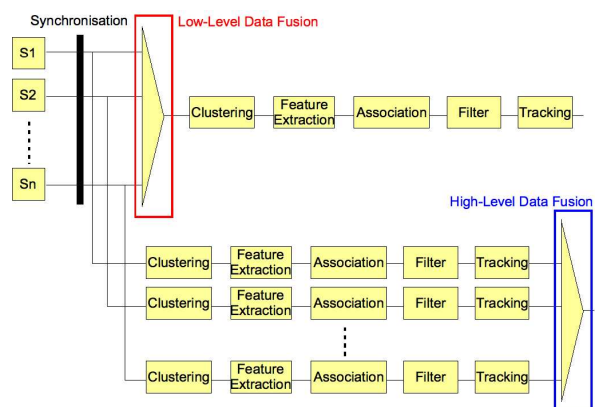 Synchronisation
Low-Level Data Fusion
S1
S2
Sn
Clustering
Feature
Extraction
Association
Filter
Tracking
High-Level Data Fusion
Clustering
Feature
Extraction
Association
Filter
Tracking
Clustering
Feature
Extraction
Association
Filter
Tracking
Clustering
Feature
Extraction
Association
Filter
Tracking